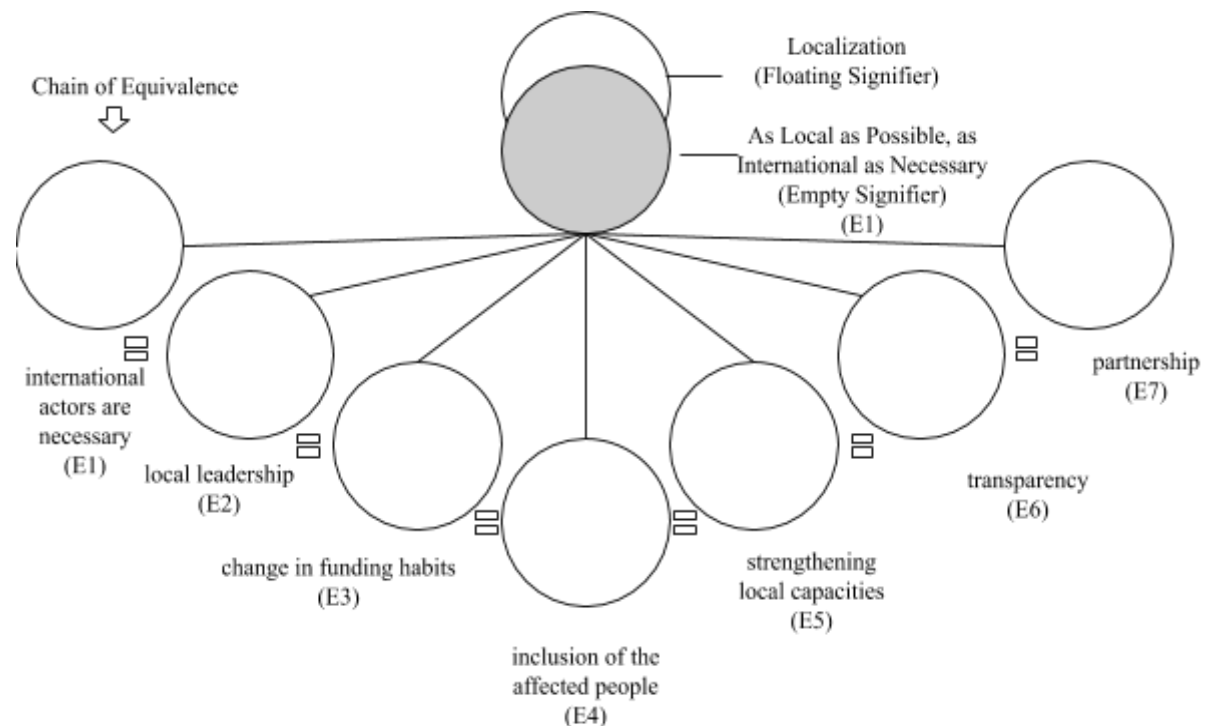 Localization
(Floating Signifier)
Chain of Equivalence
As Local as Possible, as
International as Necessary
(Empty Signifier)
(E1)
international
actors are
necessary
(E1)
local leadership
(E2)
change in funding habits
(E3)
inclusion of the
affected people
(E4)
strengthening
local capacities
(E5)
transparency
(E6)
partnership
(E7)